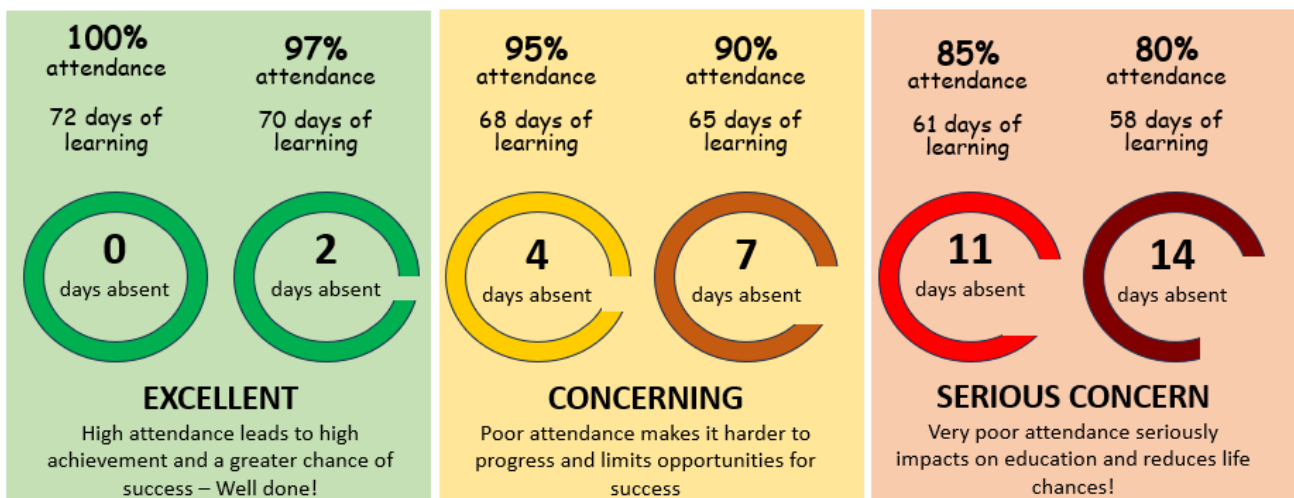 100%
attendance
72 days of
learning
0
days absent
97%
attendance
70 days of
learning
2
days absent
EXCELLENT
High attendance leads to high
achievement and a greater chance of
success – Well done!
95%
attendance
68 days of
learning
4
days absent
90%
attendance
65 days of
learning
7
days absent
CONCERNING
Poor attendance makes it harder to
progress and limits opportunities for
success
85%
attendance
61 days of
learning
11
days absent
80%
attendance
58 days of
learning
14
days absent
SERIOUS CONCERN
Very poor attendance seriously
impacts on education and reduces life
chances!